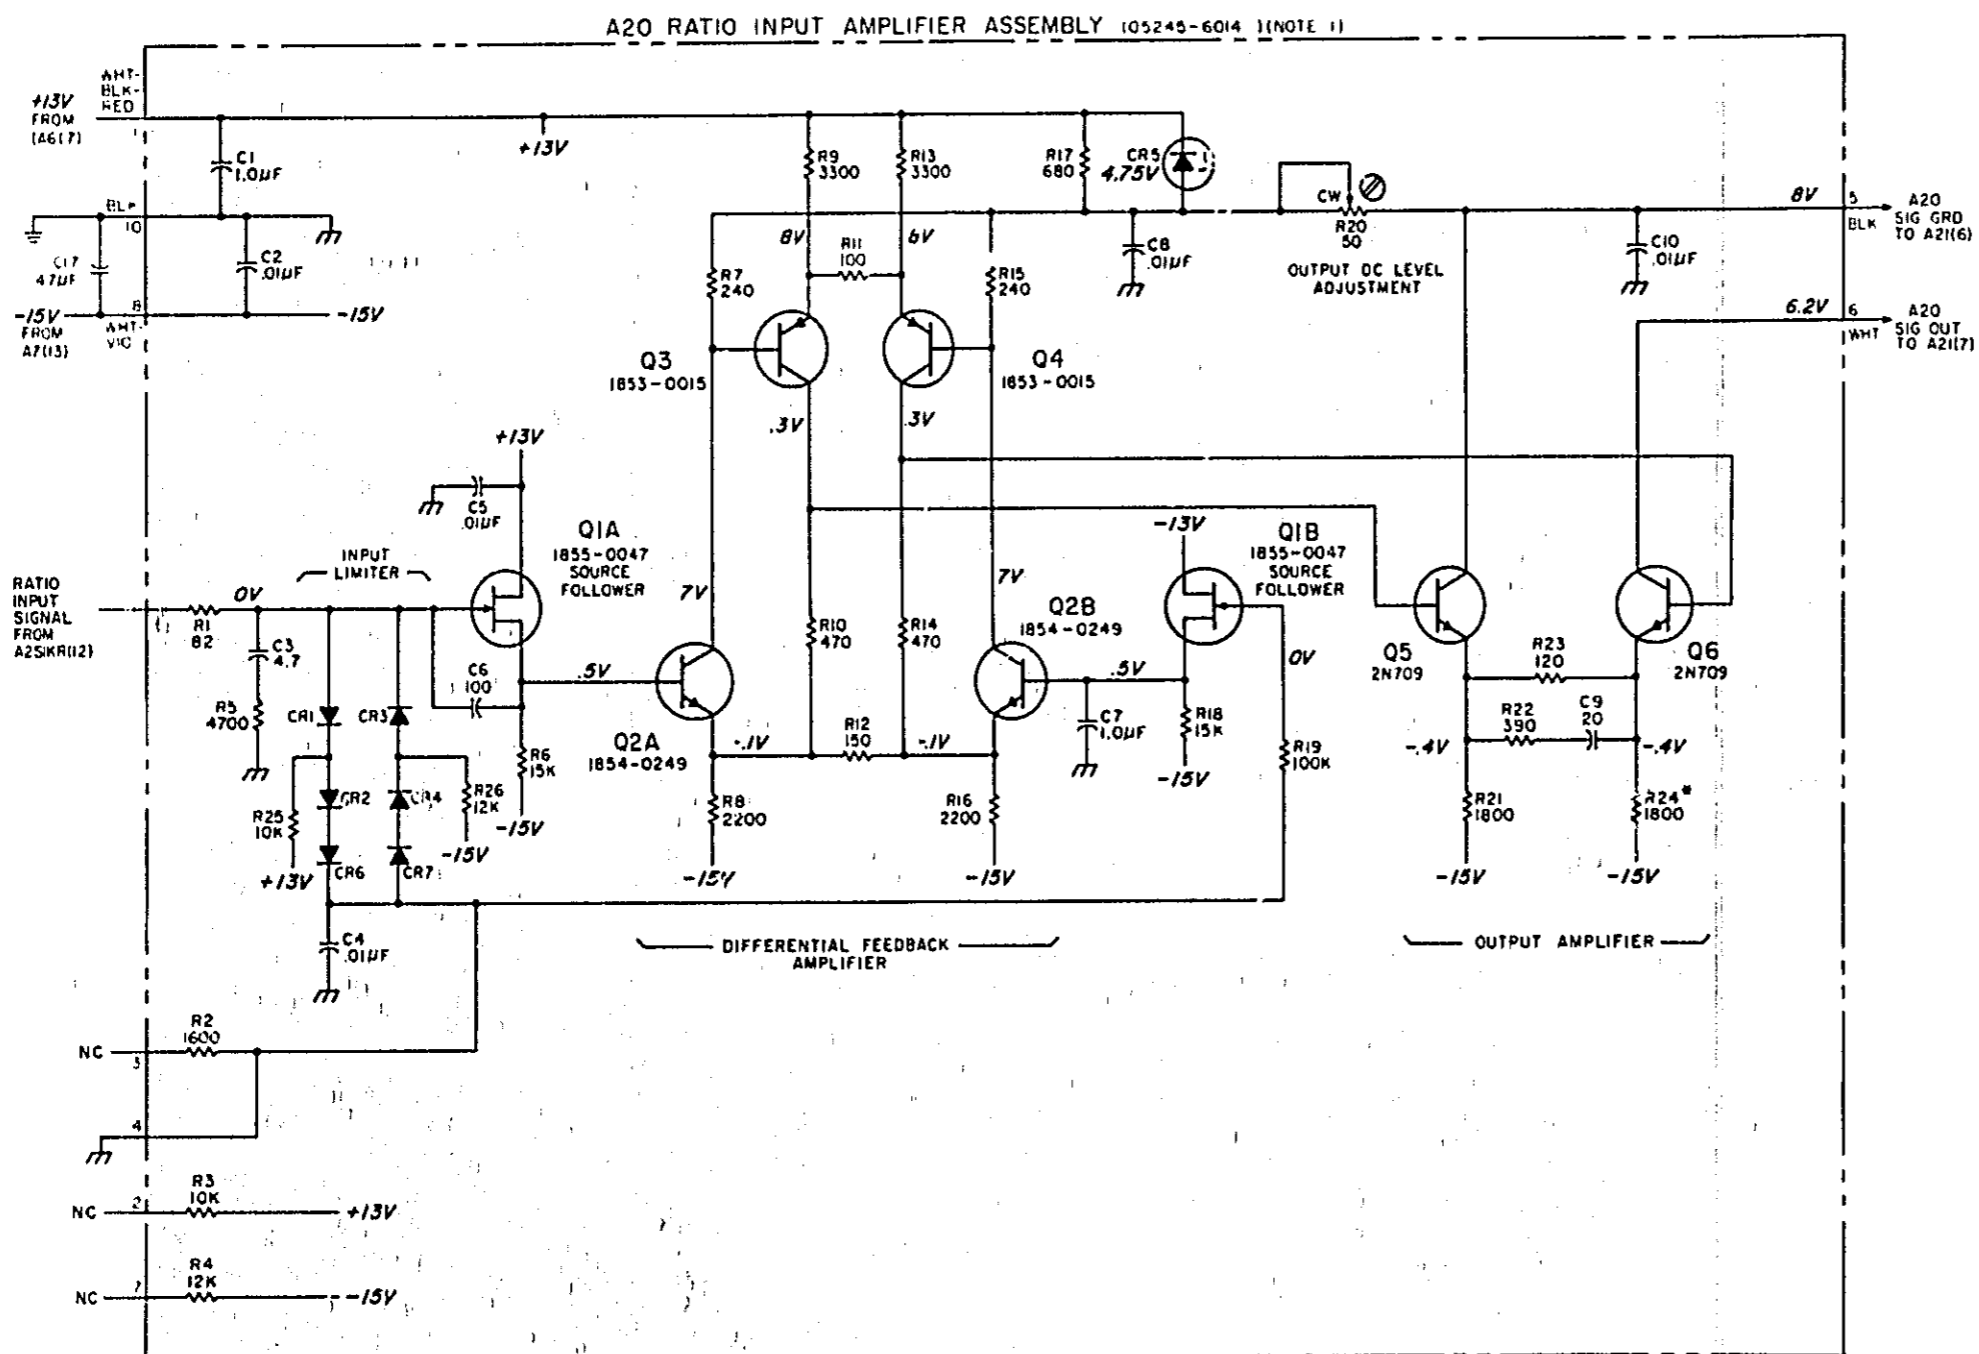 A20 RATIO INPUT AMPLIFIER ASSEMBLY (05245-6014)(NOTE 1)
WHT-
BLK-
RED
+13V
FROM
(A6(7)
1
C1
1.0µF
+13V
R9
3300
R13
3300
R17
680
CR5
4.75V
CW
R20
50
OUTPUT DC LEVEL
ADJUSTMENT
8V
5
BLK
A20
SIG GRD
TO A21(6)
10
C17
47µF
C2
.01µF
8V
6V
R11
100
C8
.01µF
C10
.01µF
-15V
FROM
A7(13)
8
WHT-
VIO
-15V
R7
240
R15
240
6.2V
6
WHT
A20
SIG OUT
TO A21(7)
Q3
1853-0015
Q4
1853-0015
.3V
.3V
+13V
C5
.01µF
Q1A
1855-0047
SOURCE
FOLLOWER
INPUT
LIMITER
-13V
Q1B
1855-0047
SOURCE
FOLLOWER
RATIO
INPUT
SIGNAL
FROM
A2S1KR(12)
R1
82
0V
7V
7V
Q2B
1854-0249
C3
4.7
R10
470
R14
470
0V
Q5
2N709
R23
120
Q6
2N709
C6
100
.5V
.5V
R5
4700
CR1
CR3
Q2A
1854-0249
-.1V
R12
150
-.1V
C7
1.0µF
R18
15K
R19
100K
R22
390
C9
20
-.4V
-.4V
R6
15K
-15V
R25
10K
CR2
CR4
R26
12K
-15V
R8
2200
R16
2200
R21
1800
R24*
1800
-15V
+13V
CR6
CR7
-15V
-15V
-15V
-15V
C4
.01µF
DIFFERENTIAL FEEDBACK
AMPLIFIER
OUTPUT AMPLIFIER
R2
1600
NC
3
4
R3
10K
NC
2
+13V
R4
12K
NC
7
-15V